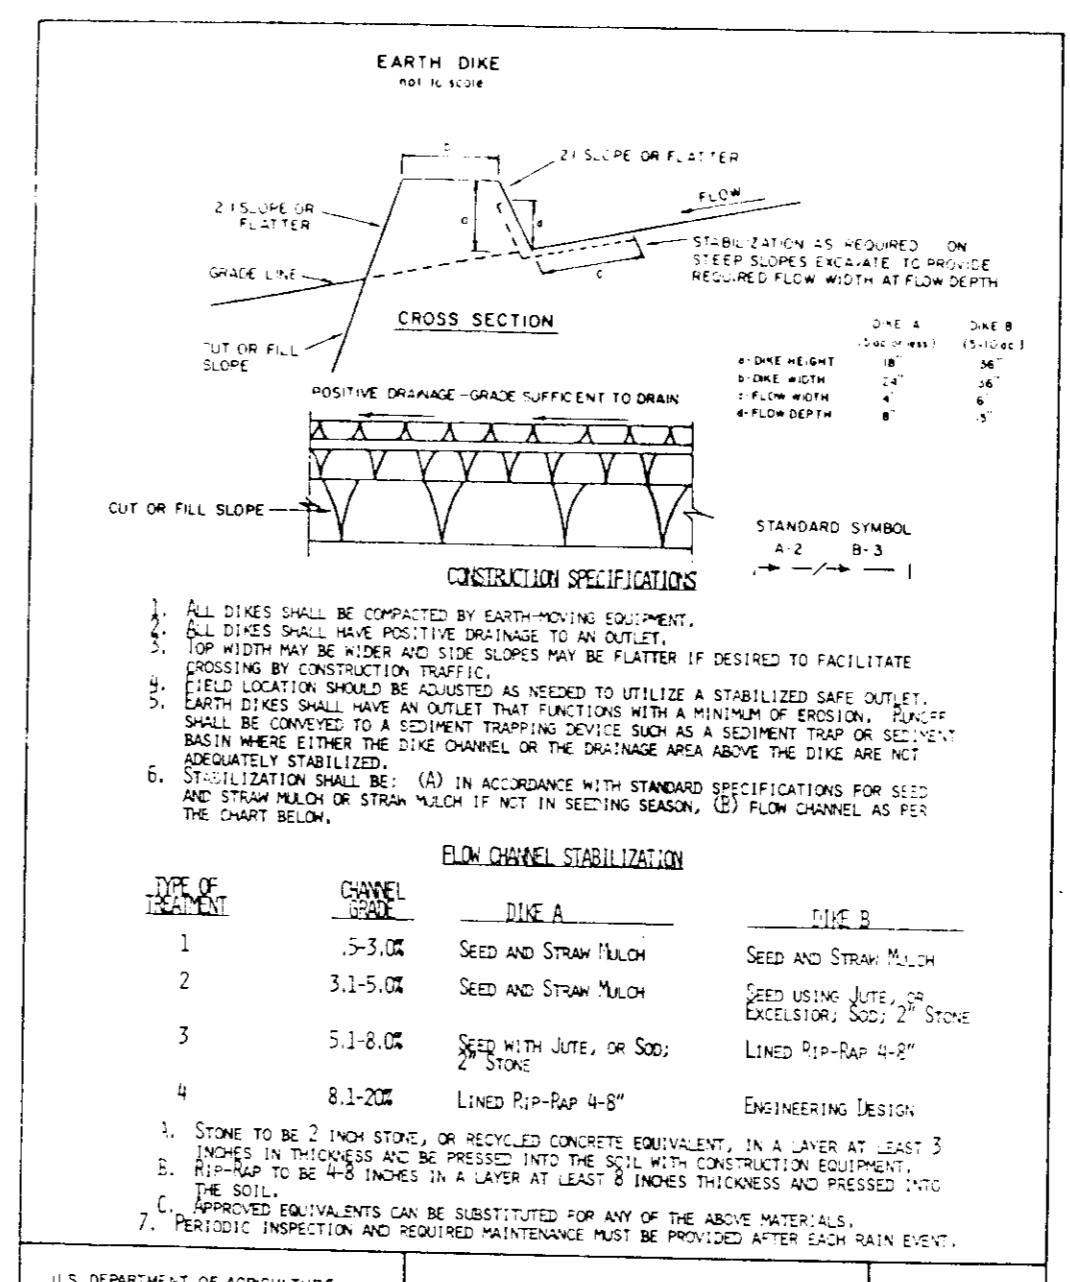 EARTH DIKE
not to scale
b
2:1 SLOPE OR FLATTER
2:1 SLOPE OR
FLATTER
FLOW
a
d
STABILIZATION AS REQUIRED ON
STEEP SLOPES EXCAVATE TO PROVIDE
REQUIRED FLOW WIDTH AT FLOW DEPTH
GRADE LINE
c
CROSS SECTION
CUT OR FILL
SLOPE
DIKE A DIKE B
(5 ac or less) (5-10 ac)
a-DIKE HEIGHT 18" 36"
b-DIKE WIDTH 24" 36"
c-FLOW WIDTH 4' 6'
d-FLOW DEPTH 8"
POSITIVE DRAINAGE-GRADE SUFFICENT TO DRAIN
CUT OR FILL SLOPE
STANDARD SYMBOL
A-2 B-3
CONSTRUCTION SPECIFICATIONS
1. ALL DIKES SHALL BE COMPACTED BY EARTH-MOVING EQUIPMENT.
2. ALL DIKES SHALL HAVE POSITIVE DRAINAGE TO AN OUTLET.
3. TOP WIDTH MAY BE WIDER AND SIDE SLOPES MAY BE FLATTER IF DESIRED TO FACILITATE
CROSSING BY CONSTRUCTION TRAFFIC.
4. FIELD LOCATION SHOULD BE ADJUSTED AS NEEDED TO UTILIZE A STABILIZED SAFE OUTLET.
5. EARTH DIKES SHALL HAVE AN OUTLET THAT FUNCTIONS WITH A MINIMUM OF EROSION. RUNOFF
SHALL BE CONVEYED TO A SEDIMENT TRAPPING DEVICE SUCH AS A SEDIMENT TRAP OR SEDIMENT
BASIN WHERE EITHER THE DIKE CHANNEL OR THE DRAINAGE AREA ABOVE THE DIKE ARE NOT
ADEQUATELY STABILIZED.
6. STABILIZATION SHALL BE: (A) IN ACCORDANCE WITH STANDARD SPECIFICATIONS FOR SEED
AND STRAW MULCH OR STRAW MULCH IF NOT IN SEEDING SEASON, (B) FLOW CHANNEL AS PER
THE CHART BELOW.
FLOW CHANNEL STABILIZATION
TYPE OF CHANNEL
TREATMENT GRADE DIKE A DIKE B
1 .5-3.0% SEED AND STRAW MULCH SEED AND STRAW MULCH
2 3.1-5.0% SEED AND STRAW MULCH SEED USING JUTE, OR
EXCELSIOR; SOD; 2" STONE
3 5.1-8.0% SEED WITH JUTE, OR SOD; LINED RIP-RAP 4-8"
2" STONE
4 8.1-20% LINED RIP-RAP 4-8" ENGINEERING DESIGN
A. STONE TO BE 2 INCH STONE, OR RECYCLED CONCRETE EQUIVALENT, IN A LAYER AT LEAST 3
INCHES IN THICKNESS AND BE PRESSED INTO THE SOIL WITH CONSTRUCTION EQUIPMENT.
B. RIP-RAP TO BE 4-8 INCHES IN A LAYER AT LEAST 8 INCHES THICKNESS AND PRESSED INTO
THE SOIL.
C. APPROVED EQUIVALENTS CAN BE SUBSTITUTED FOR ANY OF THE ABOVE MATERIALS.
7. PERIODIC INSPECTION AND REQUIRED MAINTENANCE MUST BE PROVIDED AFTER EACH RAIN EVENT.
U.S. DEPARTMENT OF AGRICULTURE